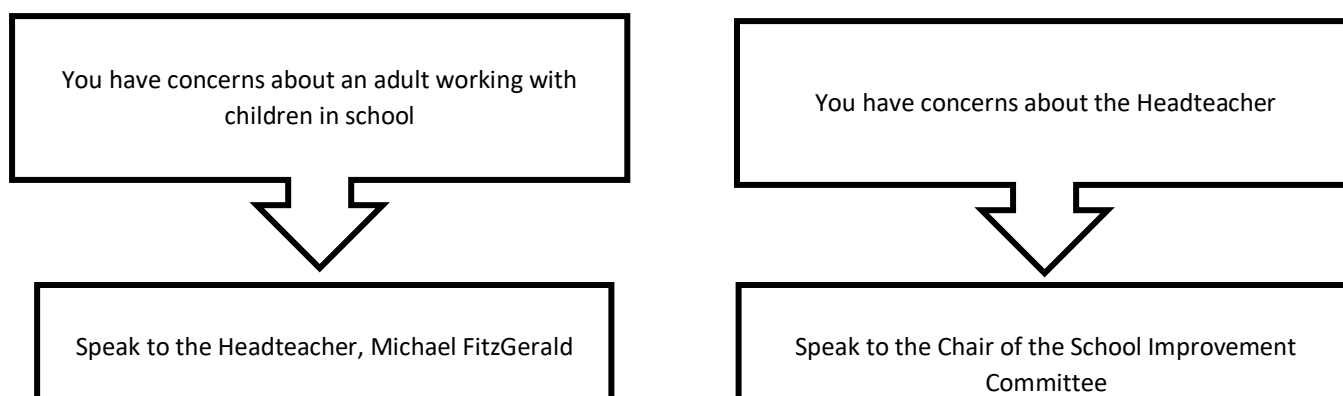 You have concerns about an adult working with
children in school
You have concerns about the Headteacher
Speak to the Headteacher, Michael FitzGerald
Speak to the Chair of the School Improvement
Committee